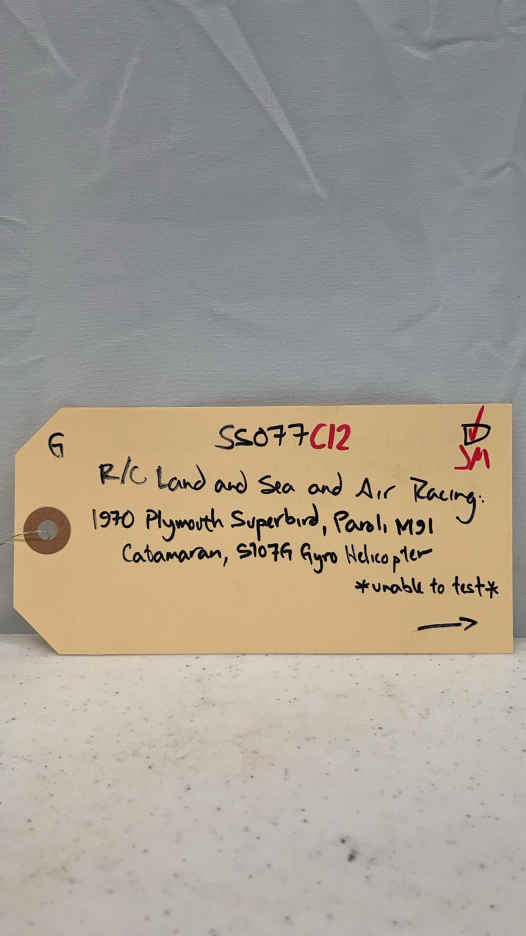 G
SS077C12
D
JM
R/C Land and Sea and Air Racing:
1970 Plymouth Superbird, Paroli M91
Catamaran, S107G Gyro Helicopter
*unable to test*